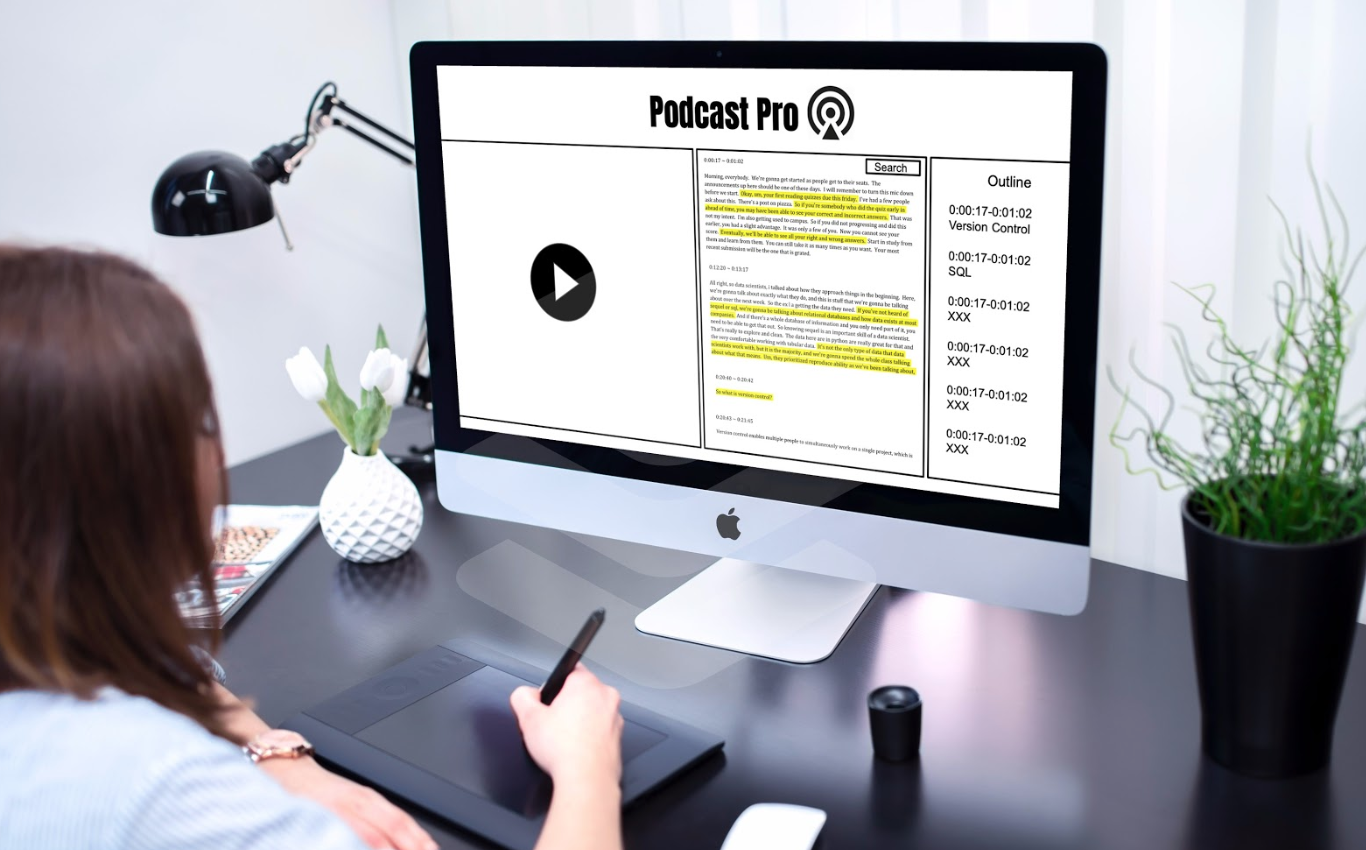 Podcast Pro
0:00:17 – 0:01:02
Search
Morning, everybody. We're gonna get started as people get to their seats. The
announcements up here should be one of these days. I will remember to turn this mic down
before we start. Okay, um, your first reading quizzes due this friday. I've had a few people
ask about this. There's a post on piazza. So if you're somebody who did the quiz early in
ahead of time, you may have been able to see your correct and incorrect answers. That was
not my intent. I'm also getting used to campus. So if you did not progressing and did this
earlier, you had a slight advantage. It was only a few of you. Now you cannot see your
score. Eventually, we'll be able to see all your right and wrong answers. Start in study from
them and learn from them. You can still take it as many times as you want. Your most
recent submission will be the one that is grated.
0:12:20 – 0:13:17
All right, so data scientists, i talked about how they approach things in the beginning. Here,
we're gonna talk about exactly what they do, and this is staff that we're gonna be talking
about over the next week. So the ex i a getting the data they need. If you've not heard of
sequel or sql, we're gonna be talking about relational databases and how data exists at most
companies. And if there's a whole database of information and you only need part of it, you
need to be able to get that out. So knowing sequel is an important skill of a data scientist.
That's really to explore and clean. The data here are in python are really great for that and
the very comfortable working with tabular data. It's not the only type of data that data
scientists work with, but it is the majority, and we're gonna spend the whole class talking
about what that means. Um, they prioritized reproduce ability as we've been talking about.
0:20:40 – 0:20:42
So what is version control?
0:20:43 – 0:21:45
Version control enables multiple people to simultaneously work on a single project, which is
Outline
0:00:17-0:01:02
Version Control
0:00:17-0:01:02
SQL
0:00:17-0:01:02
XXX
0:00:17-0:01:02
XXX
0:00:17-0:01:02
XXX
0:00:17-0:01:02
XXX